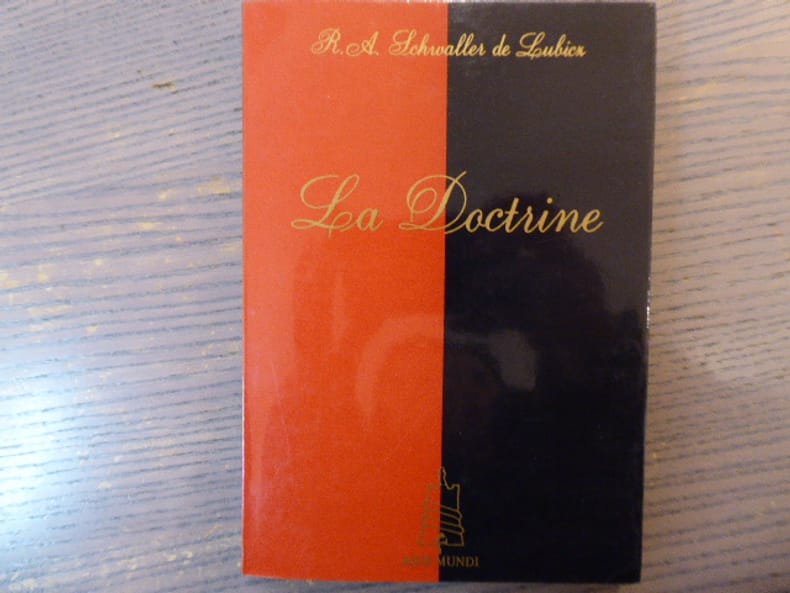 R. A. Schwaller de Lubicz
La Doctrine
MUNDI